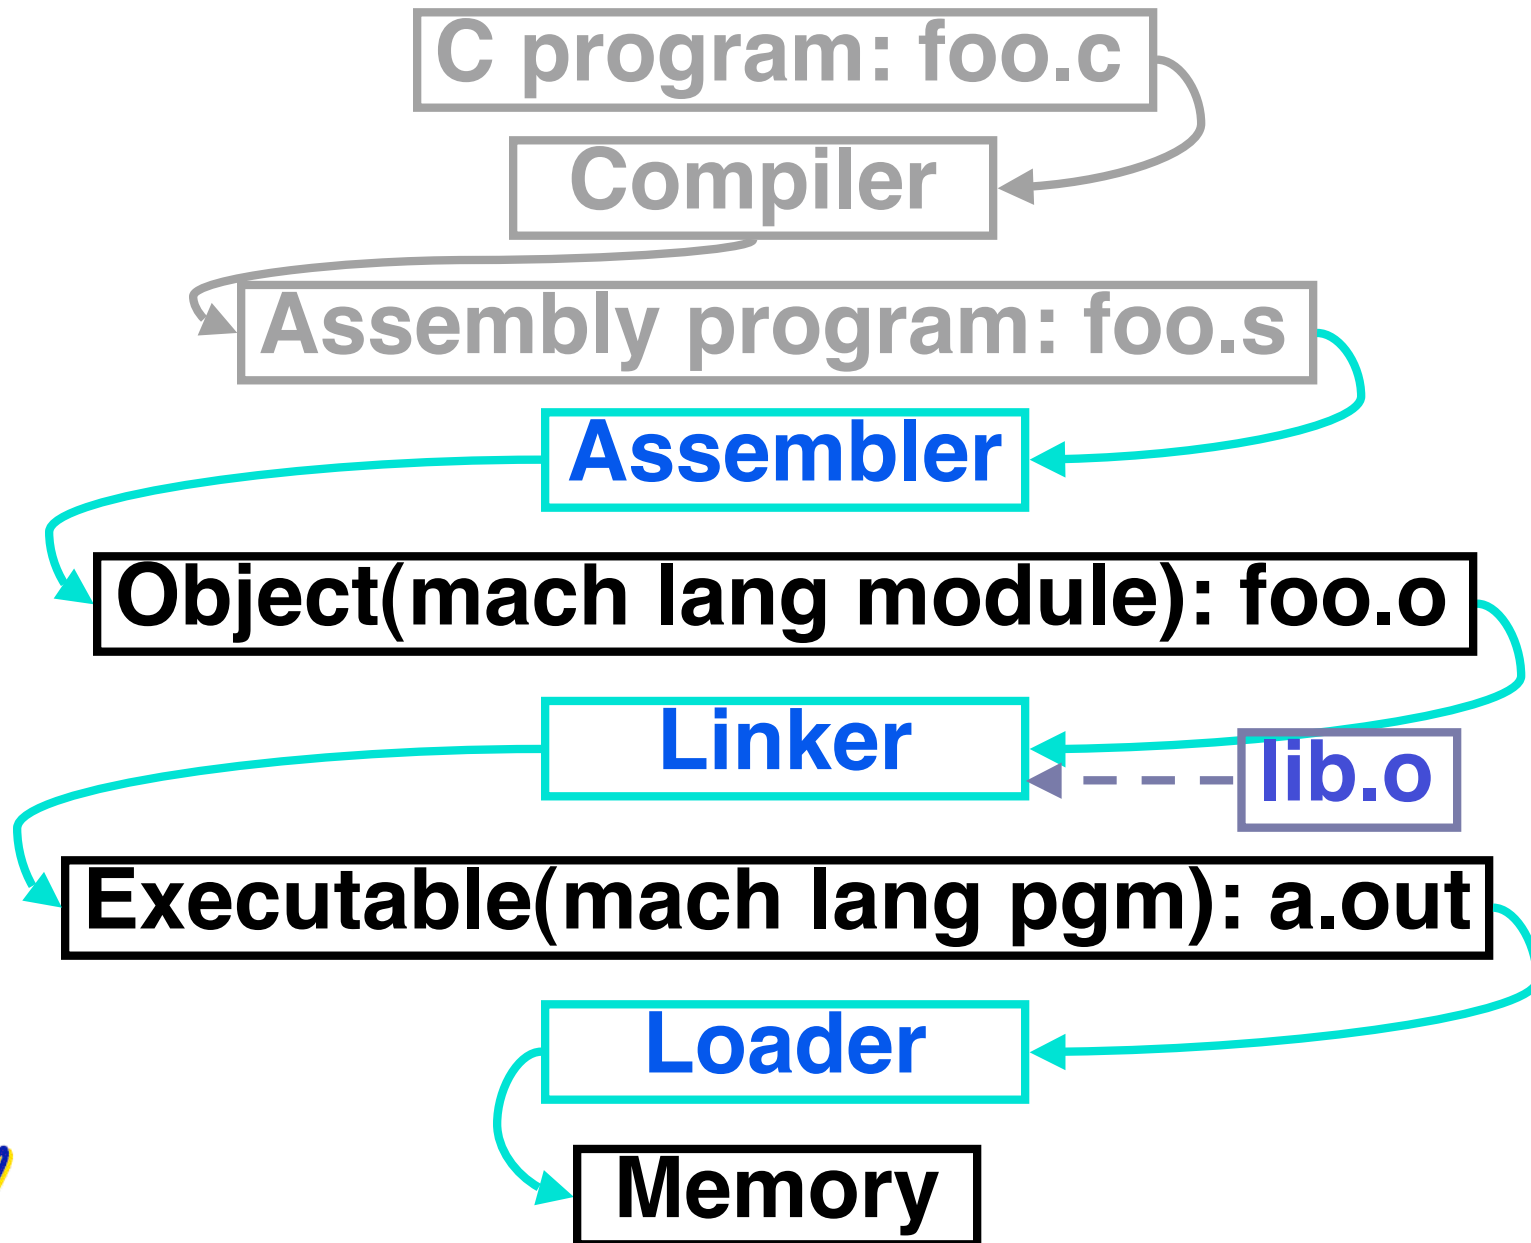 C program: foo.c
Compiler
Assembly program: foo.s
Assembler
Object(mach lang module): foo.o
Linker
lib.o
Executable(mach lang pgm): a.out
Loader
Memory